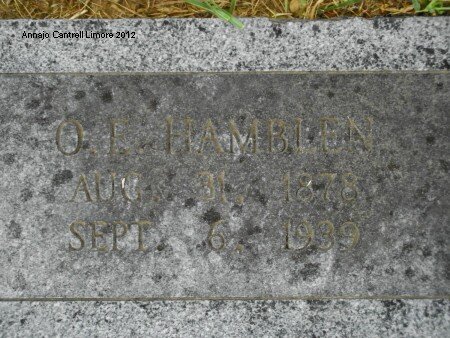 Annajo Cantrell Limore 2012
O. E. HAMBLEN
AUG. 31, 1878
SEPT. 6, 1939